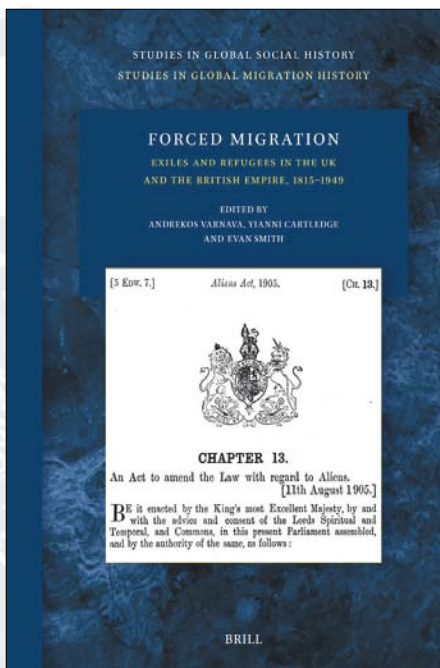 STUDIES IN GLOBAL SOCIAL HISTORY
STUDIES IN GLOBAL MIGRATION HISTORY
FORCED MIGRATION
EXILES AND REFUGEES IN THE UK
AND THE BRITISH EMPIRE, 1815–1949
EDITED BY
ANDREKOS VARNAVA, YIANNI CARTLEDGE
AND EVAN SMITH
[5 EDW. 7.] Aliens Act, 1905. [CH. 13.]
CHAPTER 13.
An Act to amend the Law with regard to Aliens.
[11th August 1905.]
BE it enacted by the King's most Excellent Majesty, by and
with the advice and consent of the Lords Spiritual and
Temporal, and Commons, in this present Parliament assembled,
and by the authority of the same, as follows:
BRILL